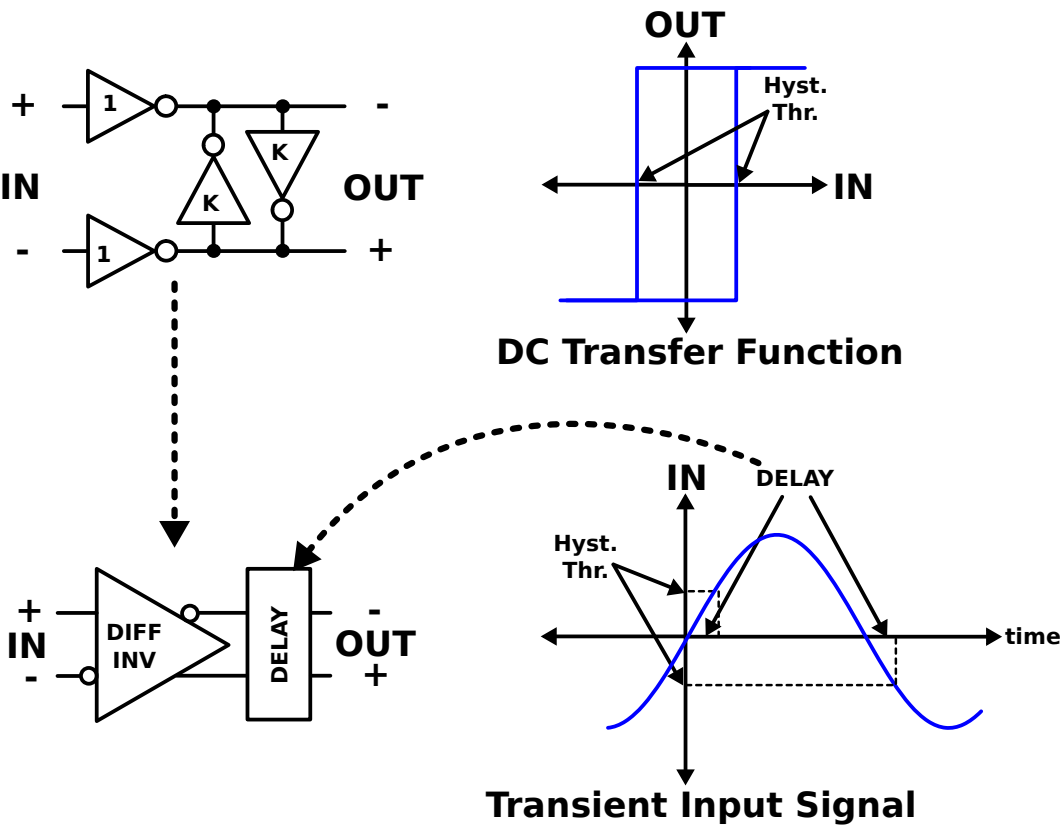 +
1
-
K
K
IN
OUT
-
1
+
OUT
Hyst.
Thr.
IN
DC Transfer Function
+
-
DIFF
INV
DELAY
IN
OUT
-
+
IN
DELAY
Hyst.
Thr.
time
Transient Input Signal